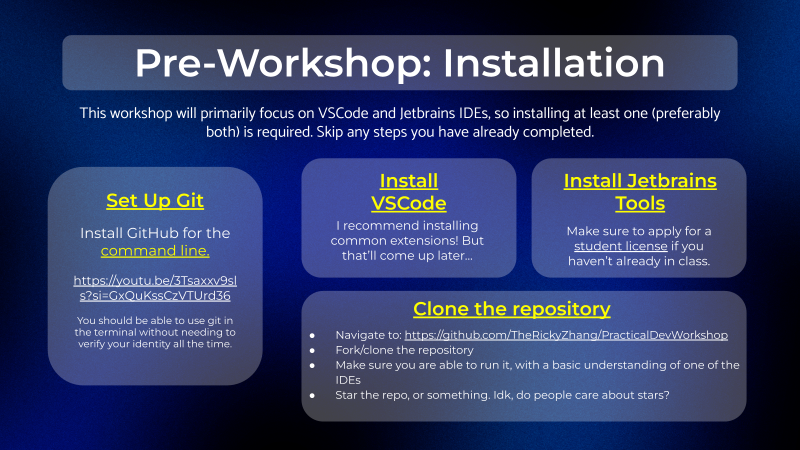 Pre-Workshop: Installation
This workshop will primarily focus on VSCode and Jetbrains IDEs, so installing at least one (preferably
both) is required. Skip any steps you have already completed.
Set Up Git
Install GitHub for the
command line.
https://youtu.be/3Tsaxxv9sl
s?si=GxQuKssCzVTUrd36
You should be able to use git in
the terminal without needing to
verify your identity all the time.
Install
VSCode
I recommend installing
common extensions! But
that'll come up later...
Install Jetbrains
Tools
Make sure to apply for a
student license if you
haven't already in class.
Clone the repository
● Navigate to: https://github.com/TheRickyZhang/PracticalDevWorkshop
● Fork/clone the repository
● Make sure you are able to run it, with a basic understanding of one of the
IDEs
● Star the repo, or something. Idk, do people care about stars?